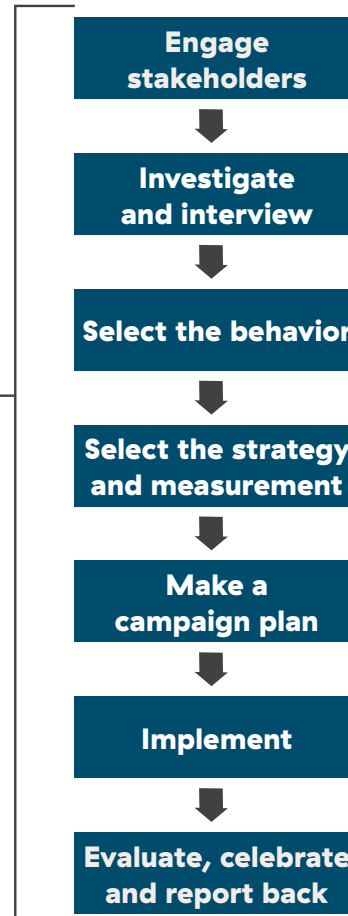 Engage
stakeholders
Investigate
and interview
Select the behavior
Select the strategy
and measurement
Make a
campaign plan
Implement
Evaluate, celebrate
and report back